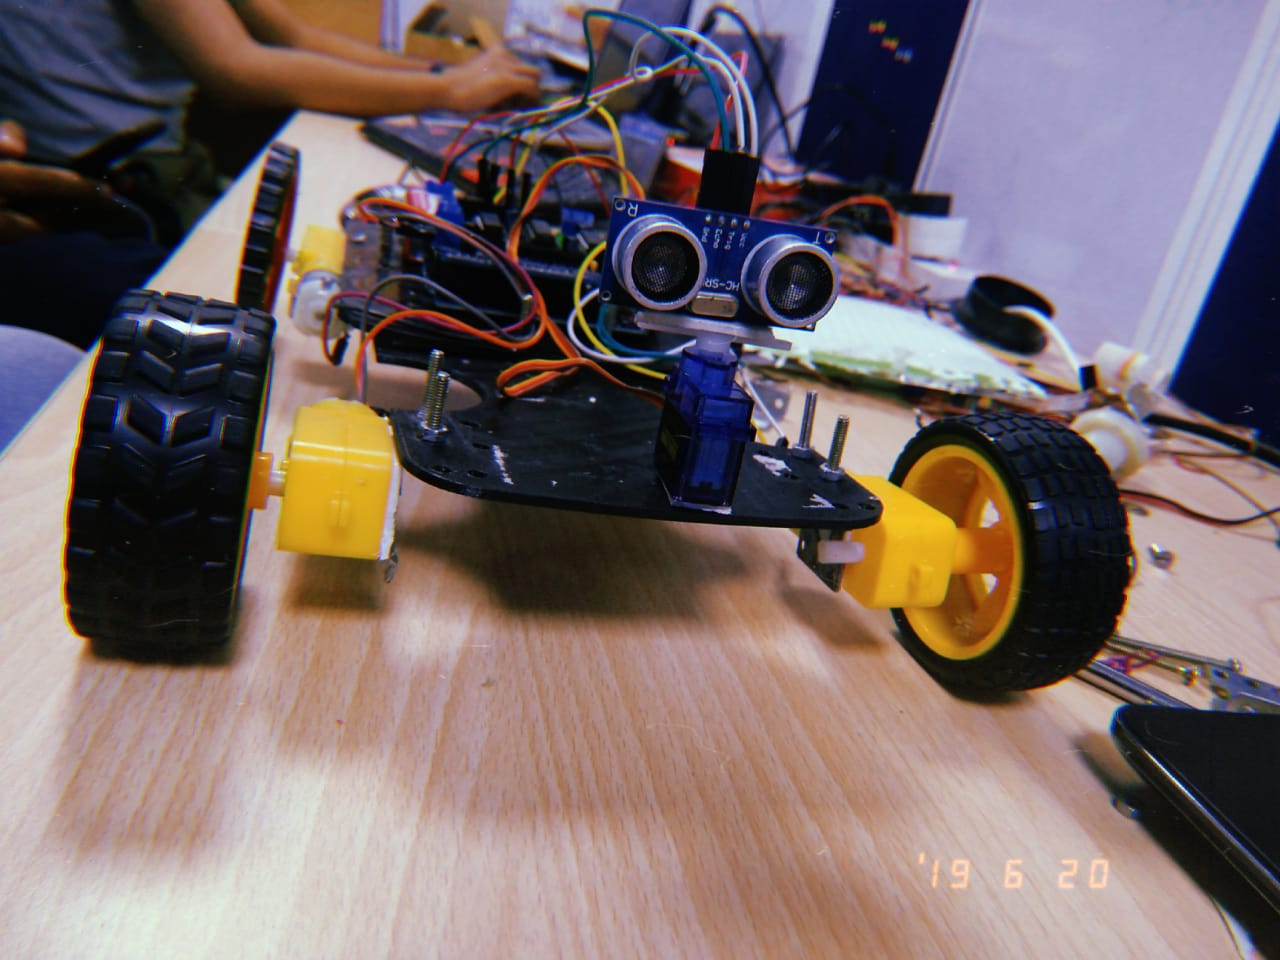 R
T
Vcc
Trig
Echo
Gnd
HC-SR
'19 6 20